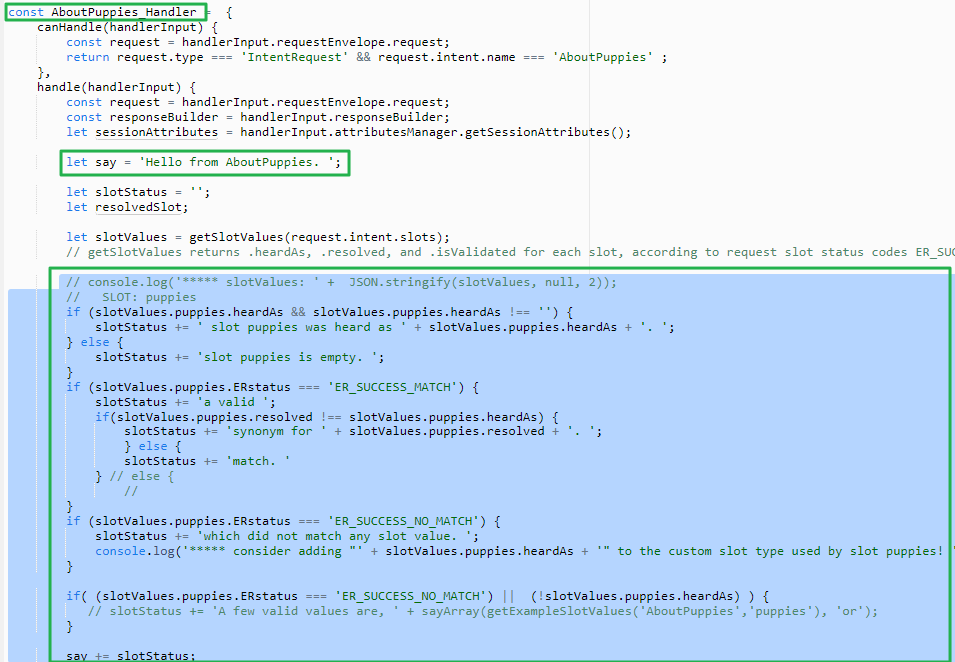 const AboutPuppies_Handler =  {
canHandle(handlerInput) {
const request = handlerInput.requestEnvelope.request;
return request.type === 'IntentRequest' && request.intent.name === 'AboutPuppies' ;
},
handle(handlerInput) {
const request = handlerInput.requestEnvelope.request;
const responseBuilder = handlerInput.responseBuilder;
let sessionAttributes = handlerInput.attributesManager.getSessionAttributes();
let say = 'Hello from AboutPuppies. ';
let slotStatus = '';
let resolvedSlot;
let slotValues = getSlotValues(request.intent.slots);
// getSlotValues returns .heardAs, .resolved, and .isValidated for each slot, according to request slot status codes ER_SUC
// console.log('***** slotValues: ' +  JSON.stringify(slotValues, null, 2));
//   SLOT: puppies
if (slotValues.puppies.heardAs && slotValues.puppies.heardAs !== '') {
slotStatus += ' slot puppies was heard as ' + slotValues.puppies.heardAs + '. ';
} else {
slotStatus += 'slot puppies is empty. ';
}
if (slotValues.puppies.ERstatus === 'ER_SUCCESS_MATCH') {
slotStatus += 'a valid ';
if(slotValues.puppies.resolved !== slotValues.puppies.heardAs) {
slotStatus += 'synonym for ' + slotValues.puppies.resolved + '. ';
} else {
slotStatus += 'match. '
} // else {
//
}
if (slotValues.puppies.ERstatus === 'ER_SUCCESS_NO_MATCH') {
slotStatus += 'which did not match any slot value. ';
console.log('***** consider adding "' + slotValues.puppies.heardAs + '" to the custom slot type used by slot puppies! '
}
if( (slotValues.puppies.ERstatus === 'ER_SUCCESS_NO_MATCH') ||  (!slotValues.puppies.heardAs) ) {
// slotStatus += 'A few valid values are, ' + sayArray(getExampleSlotValues('AboutPuppies','puppies'), 'or');
}
say += slotStatus;